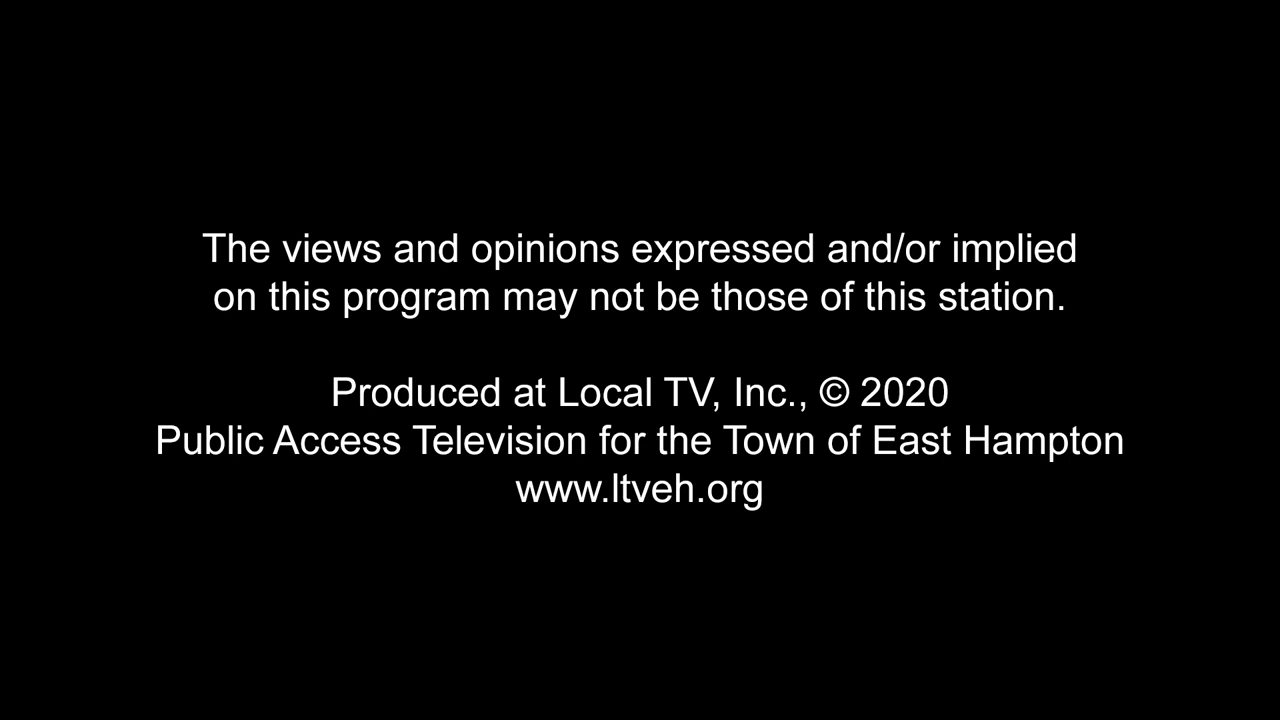 The views and opinions expressed and/or implied
on this program may not be those of this station.
Produced at Local TV, Inc., © 2020
Public Access Television for the Town of East Hampton
www.ltveh.org